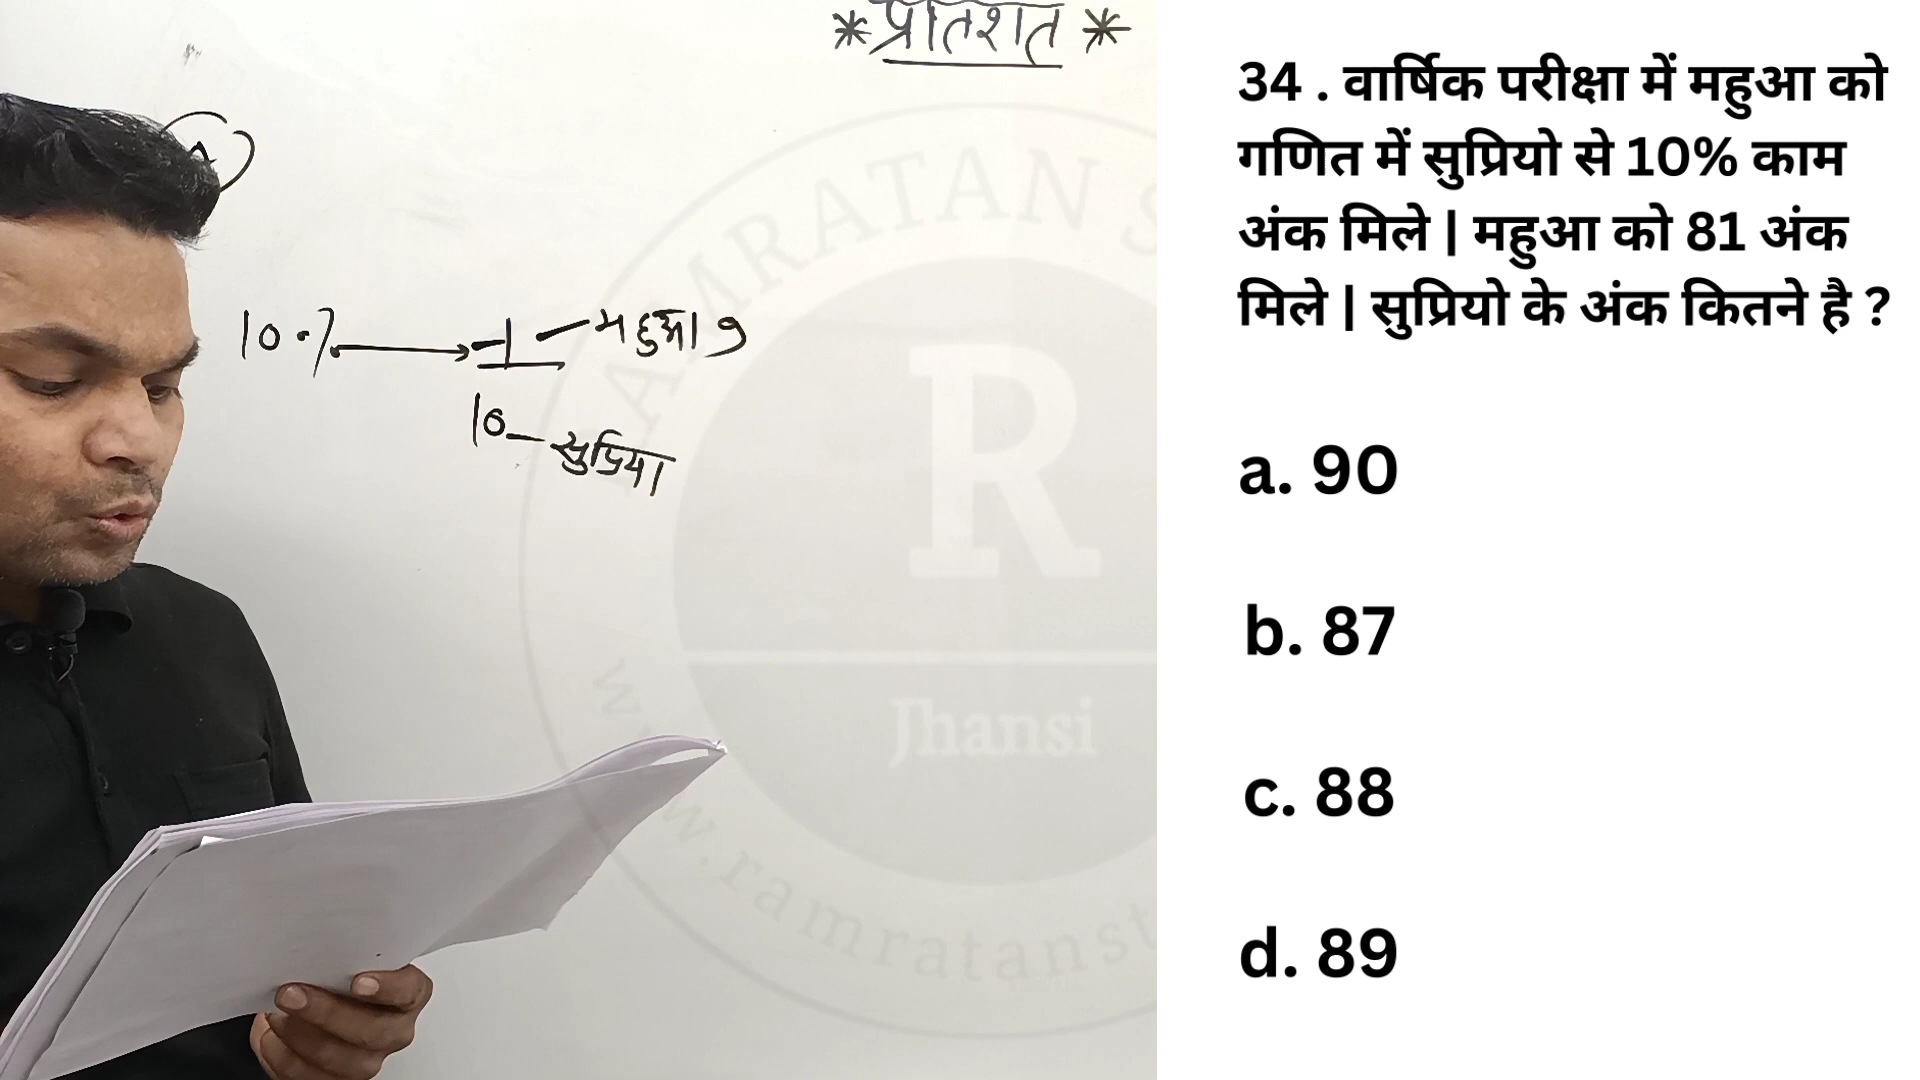 *प्रतिशत*
10% → -1 - महुआ 9
10 - सुप्रिया
RAMRATAN S
R
Jhansi
www.ramratanst
34 . वार्षिक परीक्षा में महुआ को
गणित में सुप्रियो से 10% काम
अंक मिले | महुआ को 81 अंक
मिले | सुप्रियो के अंक कितने है ?
a. 90
b. 87
c. 88
d. 89